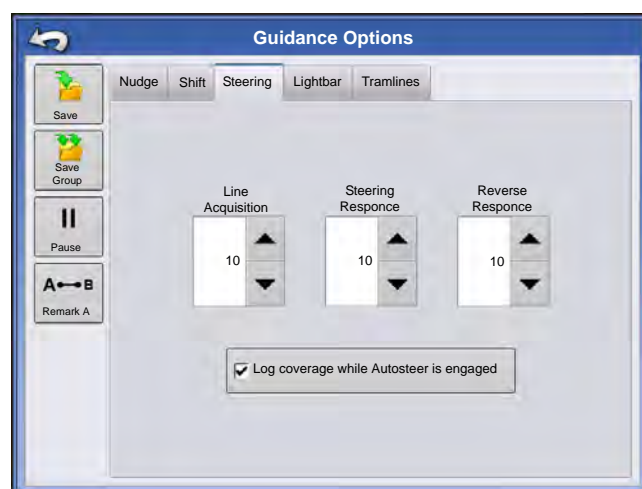 Guidance Options
Nudge Shift Steering Lightbar Tramlines
Save
Save
Group
Pause
A B
Remark A
Line
Acquisition
Steering
Responce
Reverse
Responce
10
10
10
Log coverage while Autosteer is engaged